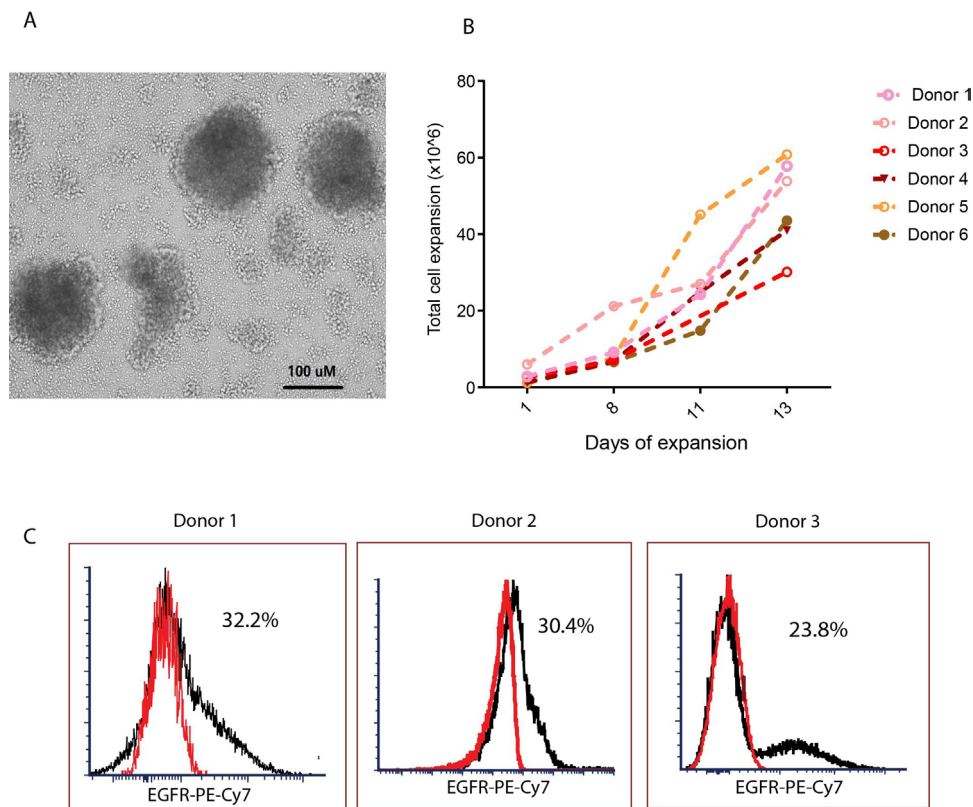 A
100 uM
B
Total cell expansion (x10^6)
80
60
40
20
0
1
8
11
13
Days of expansion
Donor 1
Donor 2
Donor 3
Donor 4
Donor 5
Donor 6
C
Donor 1
32.2%
EGFR-PE-Cy7
Donor 2
30.4%
EGFR-PE-Cy7
Donor 3
23.8%
EGFR-PE-Cy7